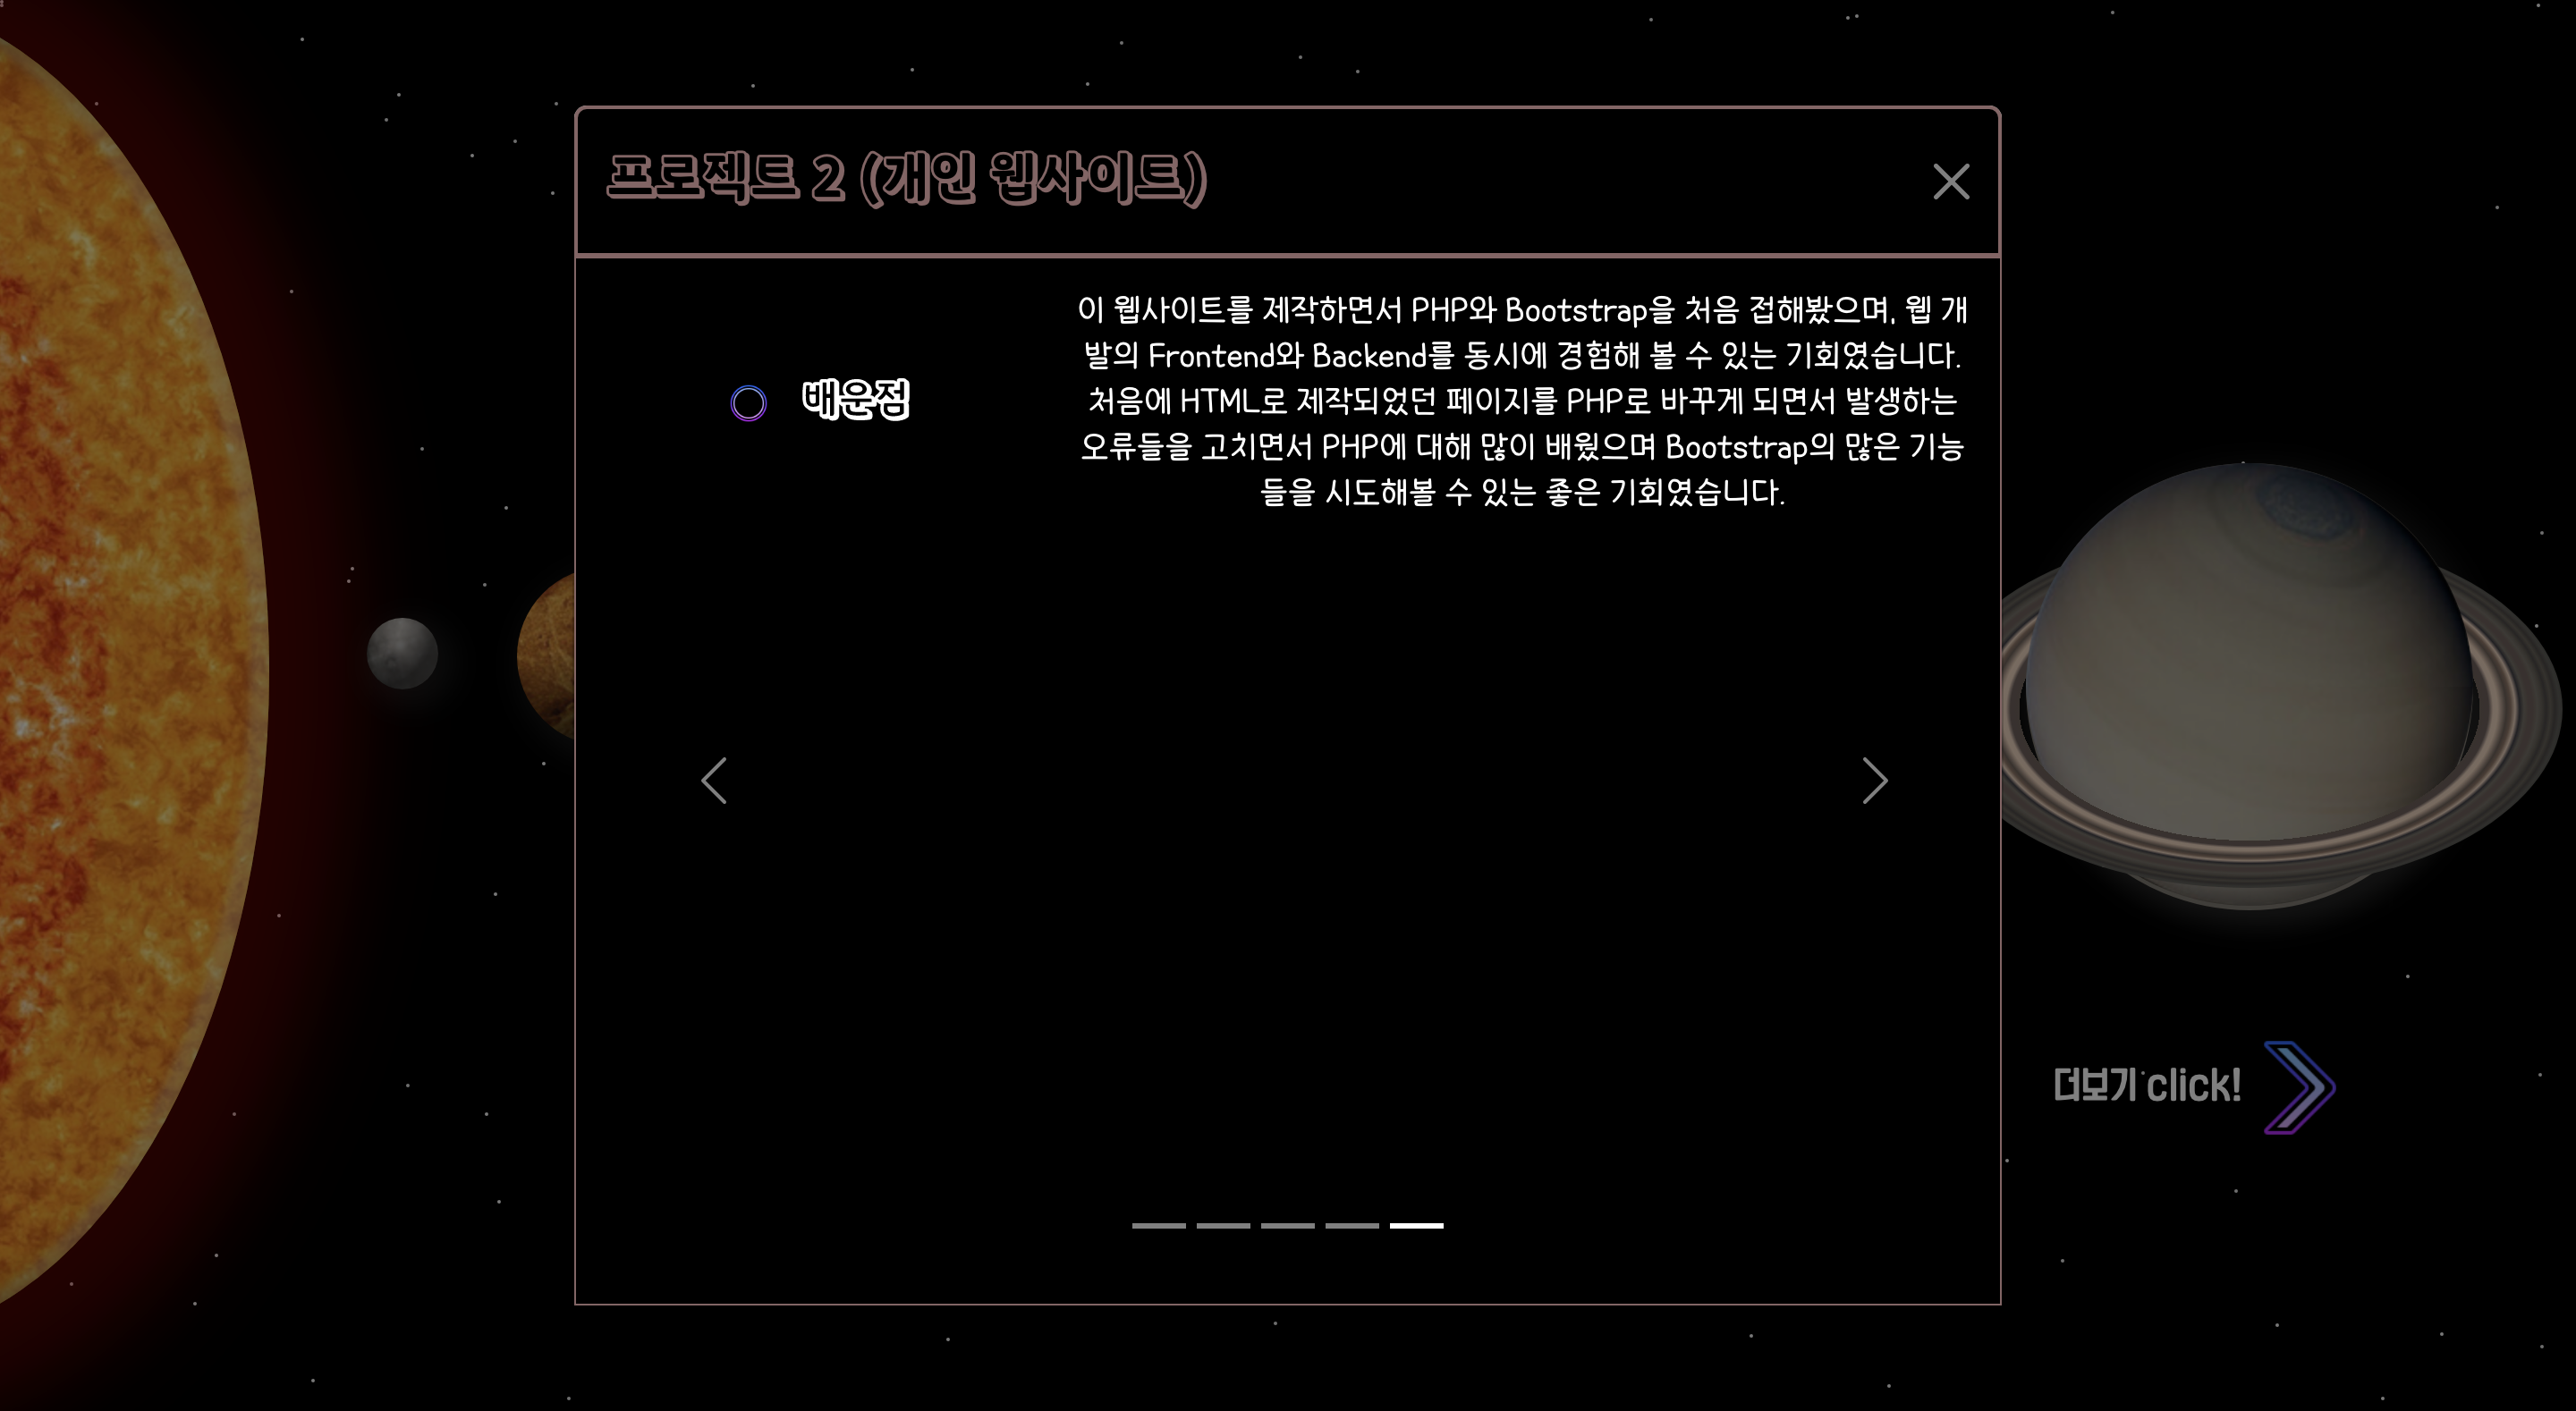 프로젝트 2 (개인 웹사이트)
배운점
이 웹사이트를 제작하면서 PHP와 Bootstrap을 처음 접해봤으며, 웹 개
발의 Frontend와 Backend를 동시에 경험해 볼 수 있는 기회였습니다.
처음에 HTML로 제작되었던 페이지를 PHP로 바꾸게 되면서 발생하는
오류들을 고치면서 PHP에 대해 많이 배웠으며 Bootstrap의 많은 기능
들을 시도해볼 수 있는 좋은 기회였습니다.
더보기 click!